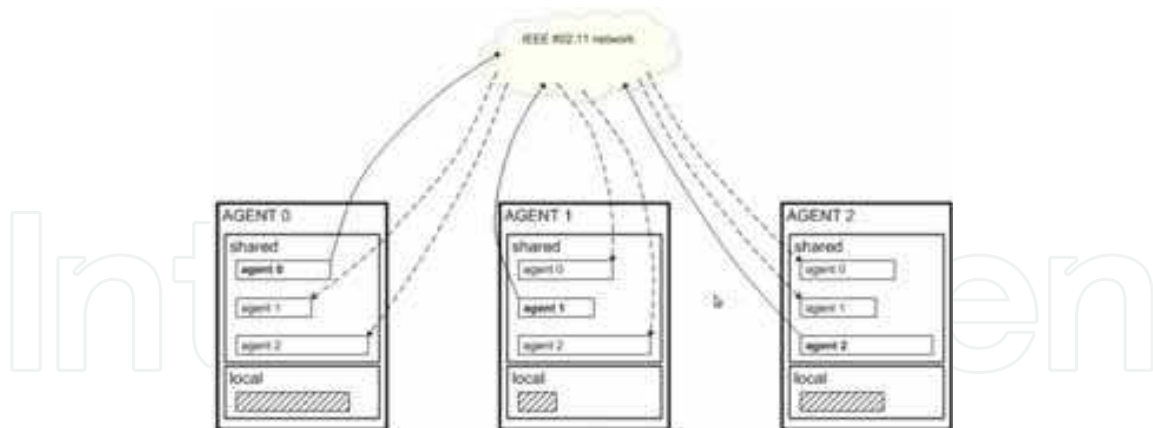 IEEE 802.11 network
AGENT 0
shared
agent 0
agent 1
agent 2
local
AGENT 1
shared
agent 0
agent 1
agent 2
local
AGENT 2
shared
agent 0
agent 1
agent 2
local